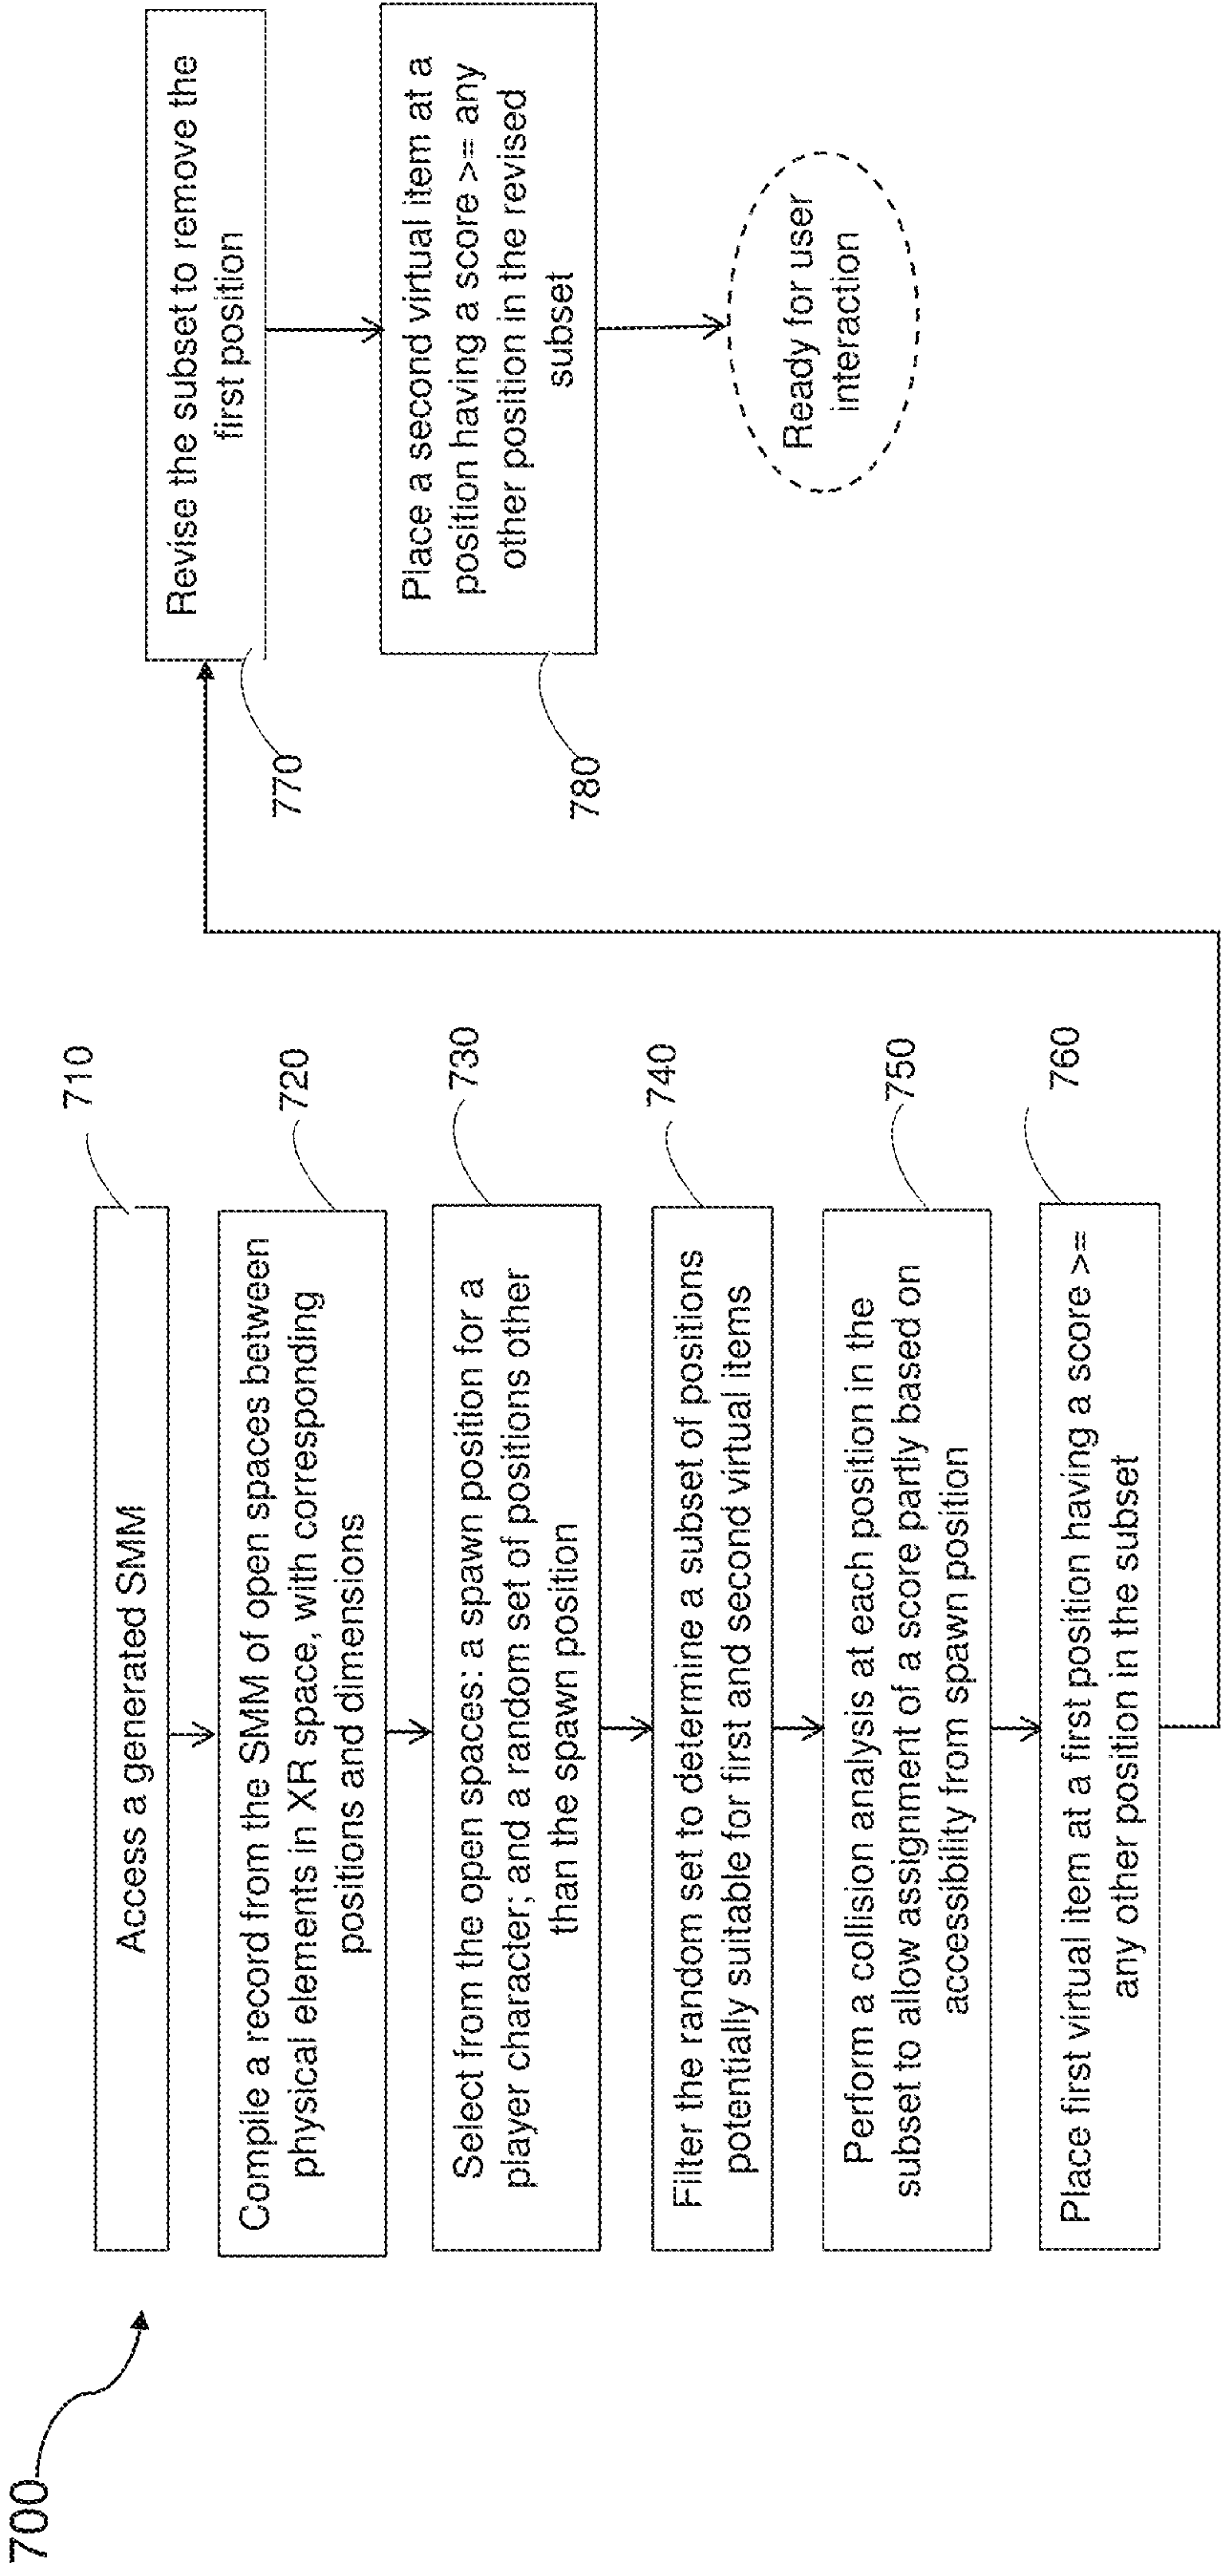 700
710
Access a generated SMM
720
Compile a record from the SMM of open spaces between
physical elements in XR space, with corresponding
positions and dimensions
730
Select from the open spaces: a spawn position for a
player character; and a random set of positions other
than the spawn position
740
Filter the random set to determine a subset of positions
potentially suitable for first and second virtual items
750
Perform a collision analysis at each position in the
subset to allow assignment of a score partly based on
accessibility from spawn position
760
Place first virtual item at a first position having a score >=
any other position in the subset
770
Revise the subset to remove the
first position
780
Place a second virtual item at a
position having a score >= any
other position in the revised
subset
Ready for user
interaction